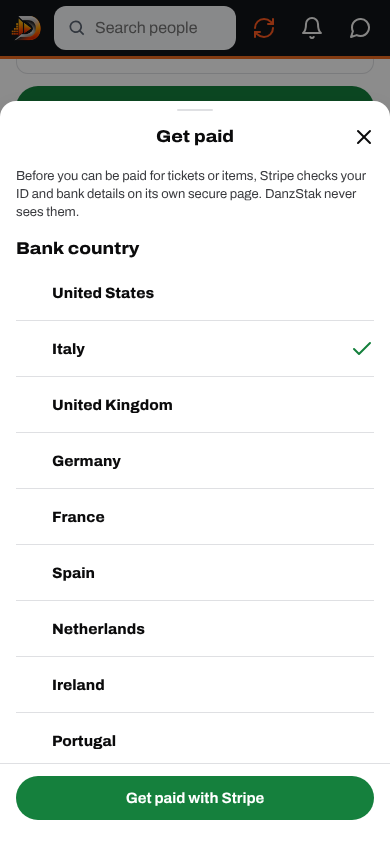 Search people
Get paid
Before you can be paid for tickets or items, Stripe checks your
ID and bank details on its own secure page. DanzStak never
sees them.
Bank country
United States
Italy
United Kingdom
Germany
France
Spain
Netherlands
Ireland
Portugal
Get paid with Stripe